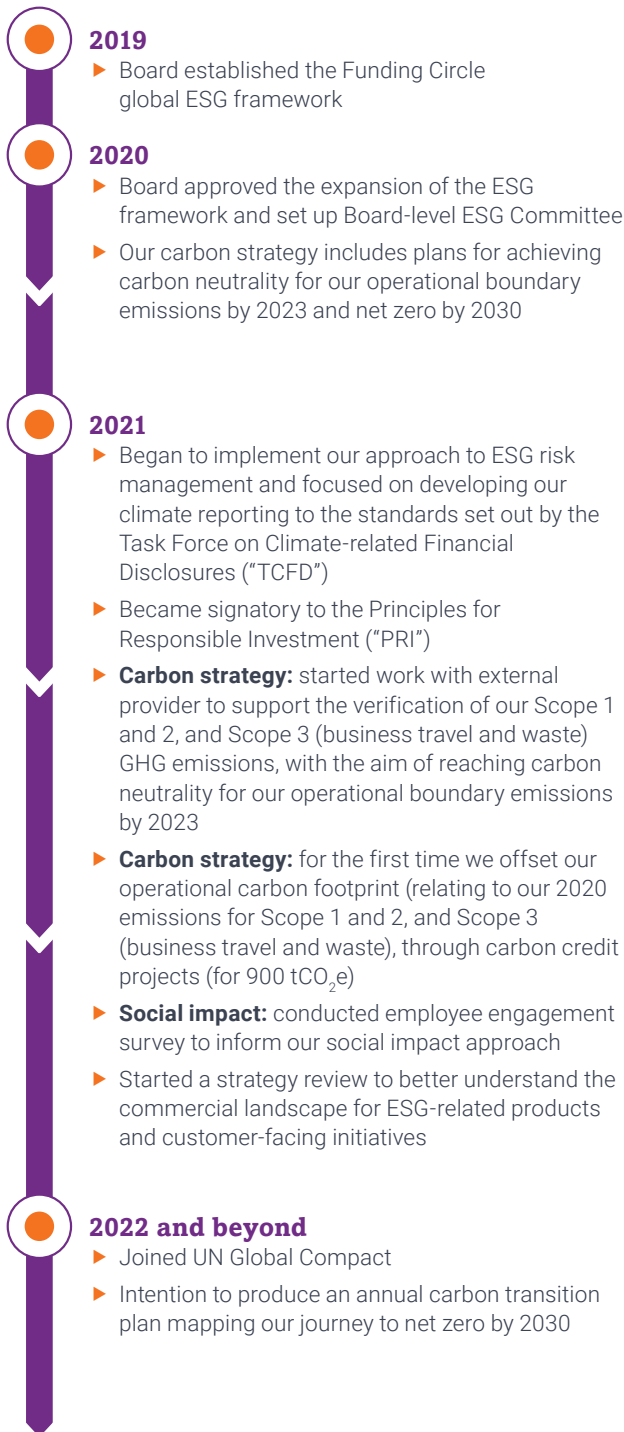 2019
Board established the Funding Circle
global ESG framework
2020
Board approved the expansion of the ESG
framework and set up Board-level ESG Committee
Our carbon strategy includes plans for achieving
carbon neutrality for our operational boundary
emissions by 2023 and net zero by 2030
2021
Began to implement our approach to ESG risk
management and focused on developing our
climate reporting to the standards set out by the
Task Force on Climate-related Financial
Disclosures (“TCFD”)
Became signatory to the Principles for
Responsible Investment (“PRI”)
Carbon strategy: started work with external
provider to support the verification of our Scope 1
and 2, and Scope 3 (business travel and waste)
GHG emissions, with the aim of reaching carbon
neutrality for our operational boundary emissions
by 2023
Carbon strategy: for the first time we offset our
operational carbon footprint (relating to our 2020
emissions for Scope 1 and 2, and Scope 3
(business travel and waste), through carbon credit
projects (for 900 tCO₂e)
Social impact: conducted employee engagement
survey to inform our social impact approach
Started a strategy review to better understand the
commercial landscape for ESG-related products
and customer-facing initiatives
2022 and beyond
Joined UN Global Compact
Intention to produce an annual carbon transition
plan mapping our journey to net zero by 2030